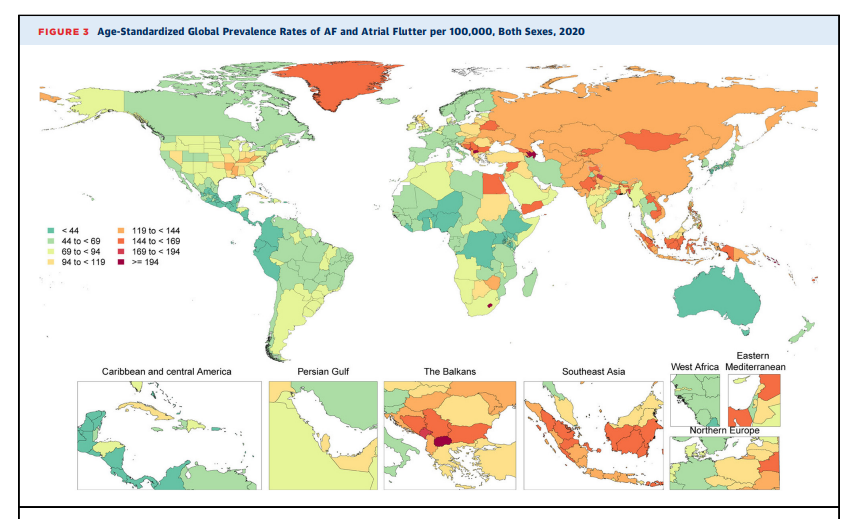 FIGURE 3 Age-Standardized Global Prevalence Rates of AF and Atrial Flutter per 100,000, Both Sexes, 2020
< 44
44 to < 69
69 to < 94
94 to < 119
119 to < 144
144 to < 169
169 to < 194
>= 194
Caribbean and central America
Persian Gulf
The Balkans
Southeast Asia
West Africa
Eastern
Mediterranean
Northern Europe